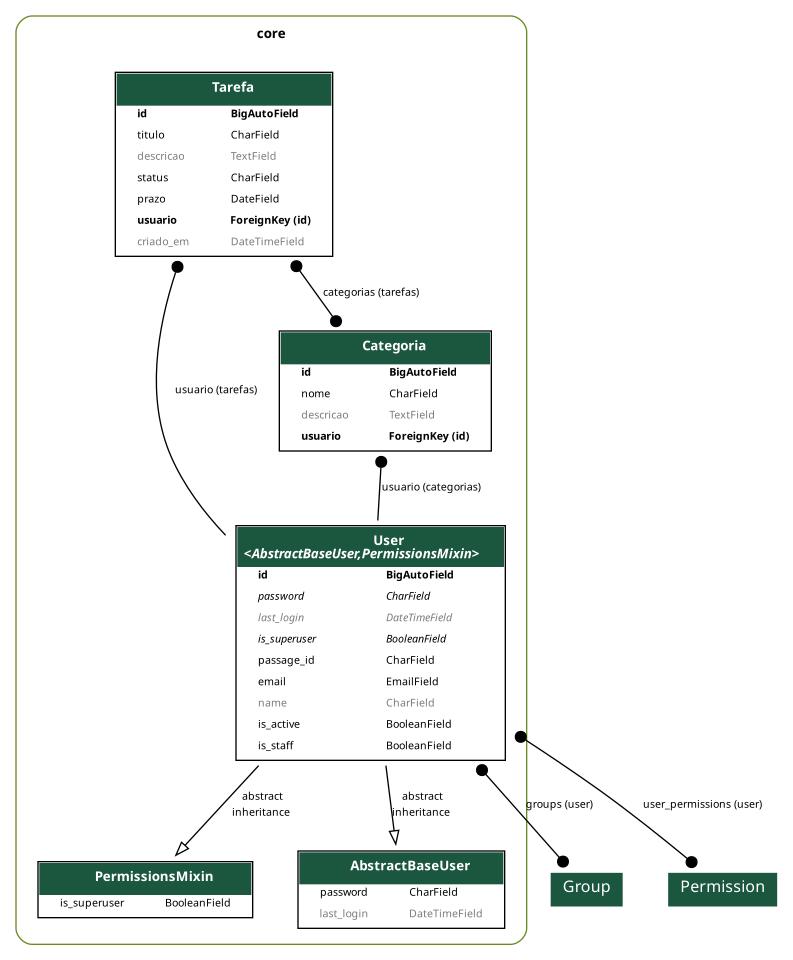 core
Tarefa
id BigAutoField
titulo CharField
descricao TextField
status CharField
prazo DateField
usuario ForeignKey (id)
criado_em DateTimeField
categorias (tarefas)
Categoria
id BigAutoField
nome CharField
descricao TextField
usuario ForeignKey (id)
usuario (tarefas)
usuario (categorias)
User
<AbstractBaseUser,PermissionsMixin>
id BigAutoField
password CharField
last_login DateTimeField
is_superuser BooleanField
passage_id CharField
email EmailField
name CharField
is_active BooleanField
is_staff BooleanField
abstract
inheritance
abstract
inheritance
groups (user)
user_permissions (user)
PermissionsMixin
is_superuser BooleanField
AbstractBaseUser
password CharField
last_login DateTimeField
Group
Permission